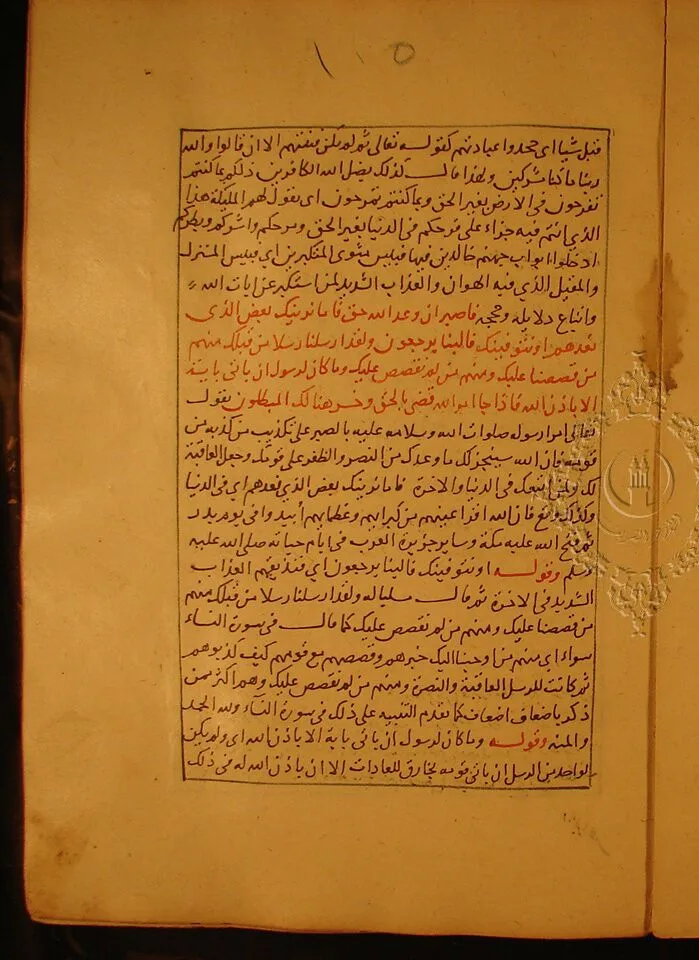 ١١٥
قبل شيئا اي جحدوا عبادتهم كقوله تعالى ثم لم تكن فتنتهم الا ان قالوا والله
ربنا ما كنا مشركين ولهذا قال كذلك يضل الله الكافرين ذلكم بما كنتم
تفرحون في الارض بغير الحق وبما كنتم تمرحون اي يقول لهم الملئكة هذا
الذي انتم فيه جزاء على فرحكم في الدنيا بغير الحق ومرحكم واشركم وبطركم
ادخلوا ابواب جهنم خالدين فيها فبيس مثوى المتكبرين اي فبيس المنزل
والمقيل الذي فيه الهوان والعذاب الشديد لمن استكبر عن ايات الله
واتباع دلايله وحججه فاصبر ان وعد الله حق فاما نرينك بعض الذي
نعدهم او نتوفينك فالينا يرجعون ولقد ارسلنا رسلا من قبلك منهم
من قصصنا عليك ومنهم من لم نقصص عليك وما كان لرسول ان ياتي باية
الا باذن الله فاذا جا امر الله قضي بالحق وخسر هنالك المبطلون يقول
تعالى امرا رسوله صلوات الله وسلامه عليه بالصبر على تكذيب من كذبه من
قومه فان الله سينجز لك ما وعدك من النصر والظفر على قومك وجعل العاقبة
لك ولمن اتبعك في الدنيا والاخرة فاما نرينك بعض الذي نعدهم اي في الدنيا
وكذلك وقع فان الله اقر اعينهم من كبرايهم وعظمايهم أبيدوا في يوم بدر
ثم فتح الله عليه مكة وساير جزيرة العرب في ايام حياته صلى الله عليه
وسلم وقوله او نتوفينك فالينا يرجعون اي فنذيقهم العذاب
الشديد في الاخرة ثم قال مسليا له ولقد ارسلنا رسلا من قبلك منهم
من قصصنا عليك ومنهم من لم نقصص عليك كما قال في سورة النساء
سواء اي منهم من اوحينا اليك خبرهم وقصصهم مع قومهم كيف كذبوهم
ثم كانت للرسل العاقبة والنصرة ومنهم من لم نقصص عليك وهم اكثر ممن
ذكر باضعاف اضعاف كما تقدم التنبيه على ذلك في سورة النساء ولله الحمد
والمنه وقوله وما كان لرسول ان ياتي باية الا باذن الله اي ولم يكن
لواحد من الرسل ان ياتي قومه بخارق للعادات الا ان ياذن الله له في ذلك